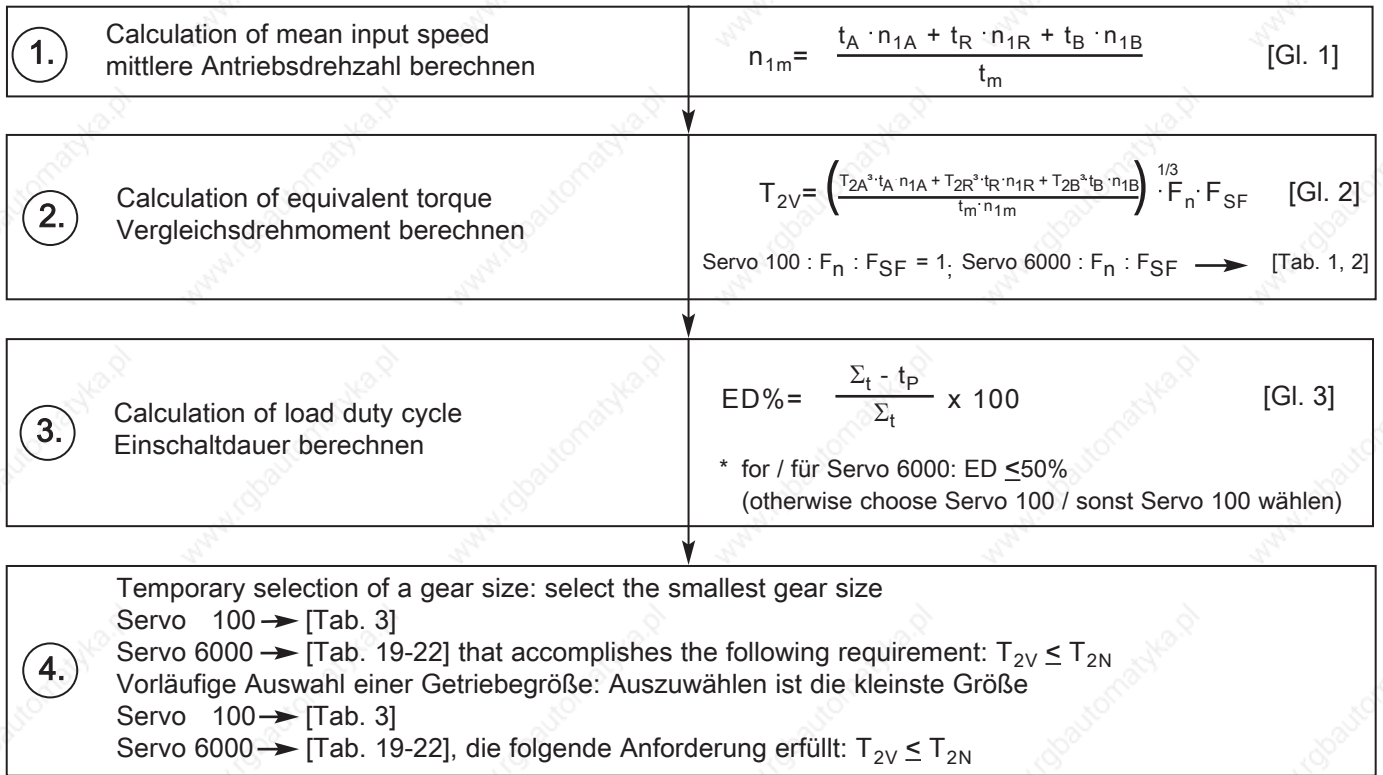 1.
Calculation of mean input speed
mittlere Antriebsdrehzahl berechnen
n1m= (tA · n1A + tR · n1R + tB · n1B) / tm [Gl. 1]
2.
Calculation of equivalent torque
Vergleichsdrehmoment berechnen
T2V= (T2A³·tA·n1A + T2R³·tR·n1R + T2B³·tB·n1B / tm·n1m)^1/3 · Fn · FSF [Gl. 2]
Servo 100 : Fn : FSF = 1; Servo 6000 : Fn : FSF → [Tab. 1, 2]
3.
Calculation of load duty cycle
Einschaltdauer berechnen
ED%= (Σt - tP) / Σt x 100 [Gl. 3]
* for / für Servo 6000: ED ≤50%
(otherwise choose Servo 100 / sonst Servo 100 wählen)
4.
Temporary selection of a gear size: select the smallest gear size
Servo 100 → [Tab. 3]
Servo 6000 → [Tab. 19-22] that accomplishes the following requirement: T2V ≤ T2N
Vorläufige Auswahl einer Getriebegröße: Auszuwählen ist die kleinste Größe
Servo 100 → [Tab. 3]
Servo 6000 → [Tab. 19-22], die folgende Anforderung erfüllt: T2V ≤ T2N
www.rgbautomatyka.pl